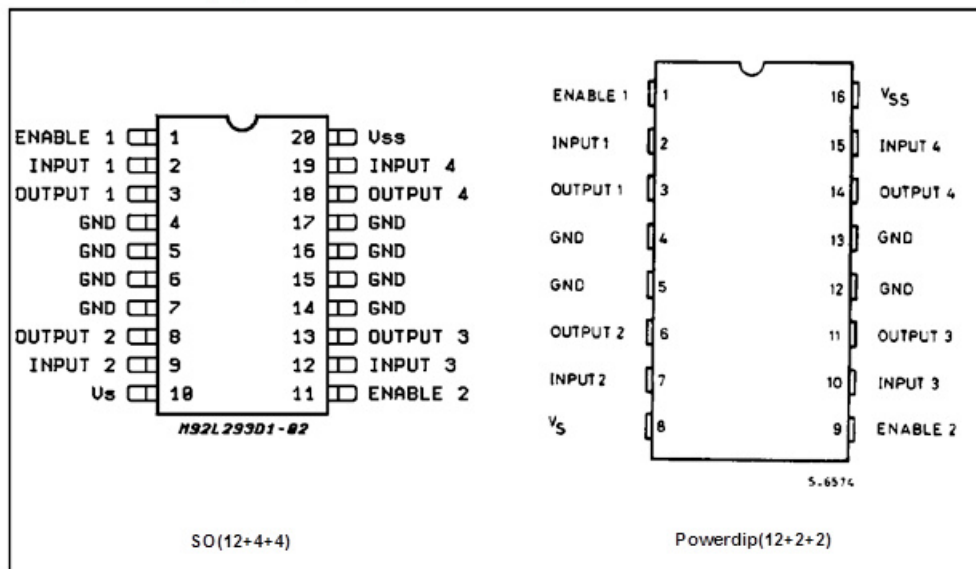 ENABLE 1 1 20 Vss
INPUT 1 2 19 INPUT 4
OUTPUT 1 3 18 OUTPUT 4
GND 4 17 GND
GND 5 16 GND
GND 6 15 GND
GND 7 14 GND
OUTPUT 2 8 13 OUTPUT 3
INPUT 2 9 12 INPUT 3
Vs 10 11 ENABLE 2
M92L293D1-02
SO(12+4+4)
ENABLE 1 1 16 VSS
INPUT 1 2 15 INPUT 4
OUTPUT 1 3 14 OUTPUT 4
GND 4 13 GND
GND 5 12 GND
OUTPUT 2 6 11 OUTPUT 3
INPUT 2 7 10 INPUT 3
VS 8 9 ENABLE 2
S.6574
Powerdip(12+2+2)